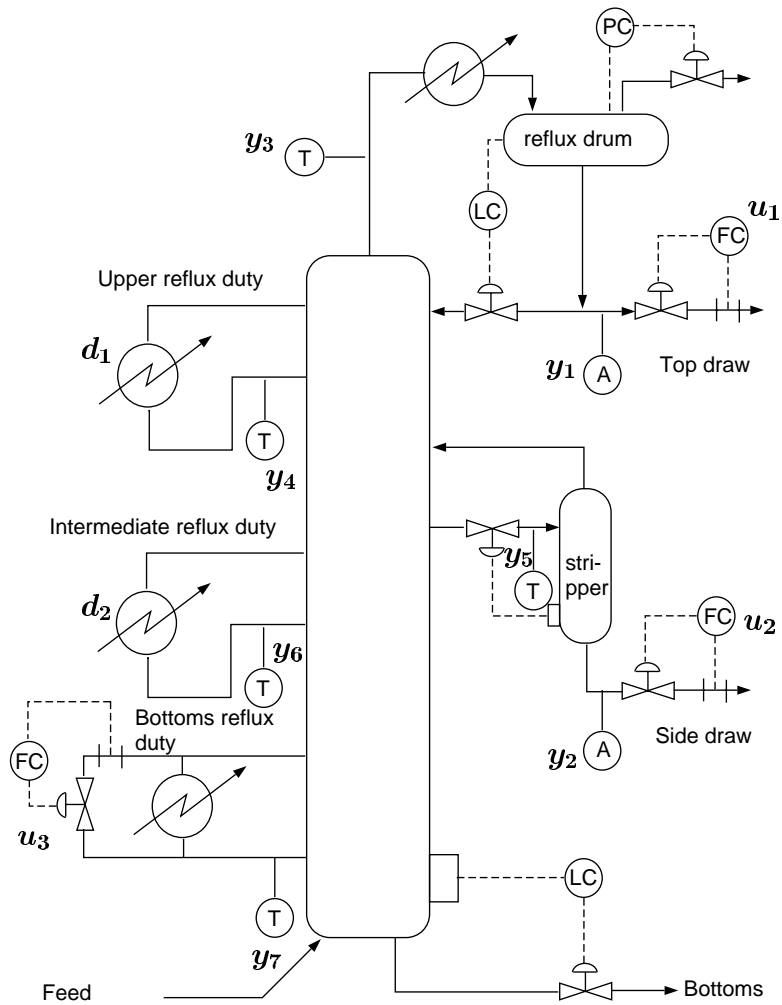 PC
y3
T
reflux drum
LC
u1
FC
Upper reflux duty
d1
y1
A
Top draw
T
y4
Intermediate reflux duty
y5
T
stri-
pper
d2
FC
u2
y6
T
Bottoms reflux
duty
y2
A
Side draw
FC
u3
T
y7
LC
Feed
Bottoms